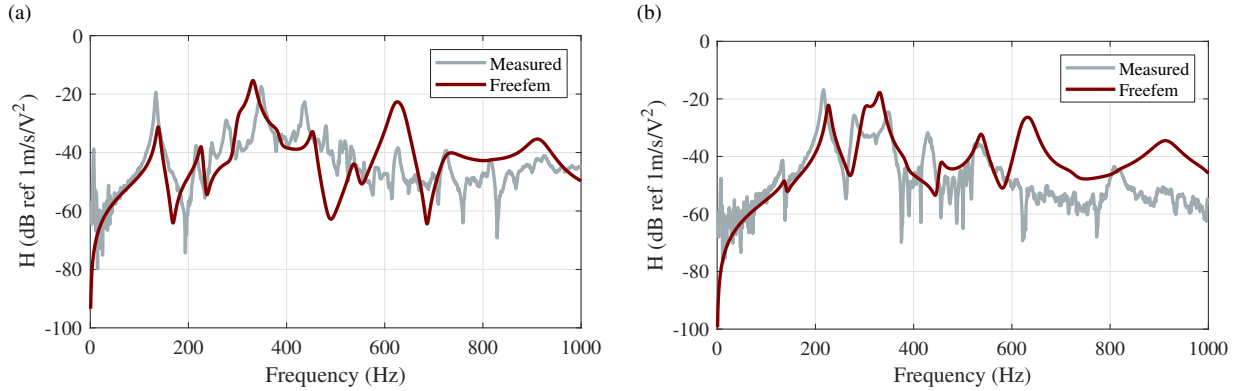 (a)
0
-20
-40
-60
-80
-100
H (dB ref 1m/s/V²)
0 200 400 600 800 1000
Frequency (Hz)
Measured
Freefem
(b)
0
-20
-40
-60
-80
-100
H (dB ref 1m/s/V²)
0 200 400 600 800 1000
Frequency (Hz)
Measured
Freefem